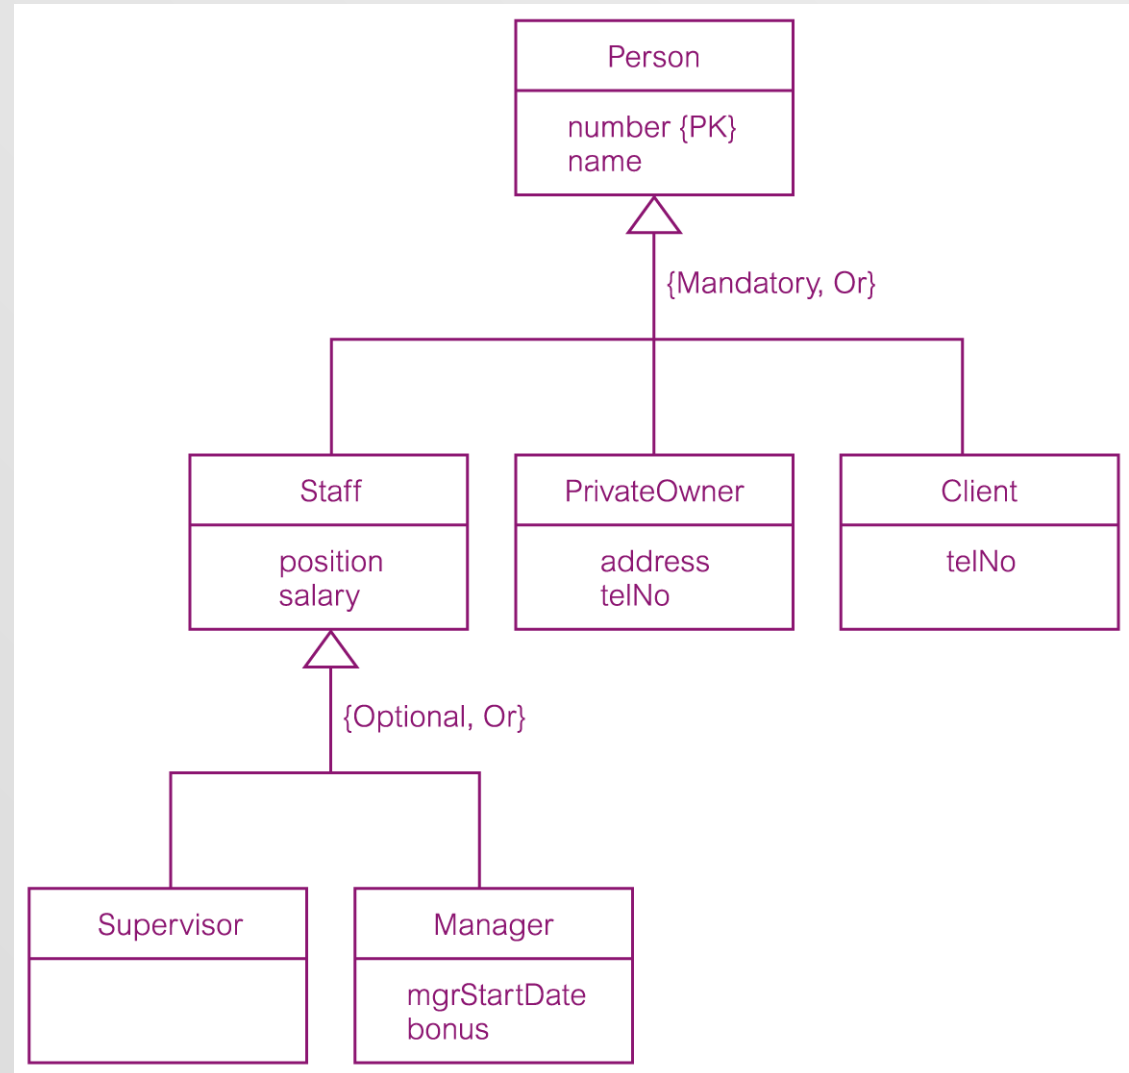 Person
number {PK}
name
{Mandatory, Or}
Staff
position
salary
PrivateOwner
address
telNo
Client
telNo
{Optional, Or}
Supervisor
Manager
mgrStartDate
bonus